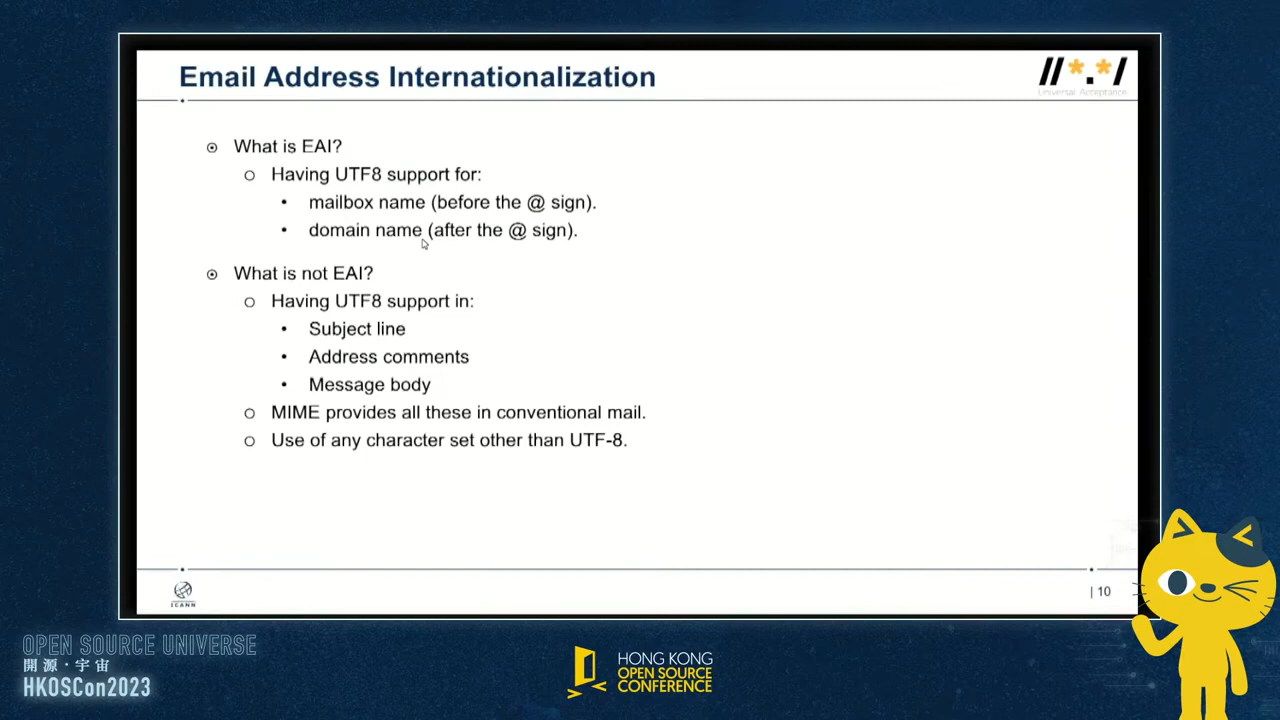 Email Address Internationalization
//*.*/
Universal Acceptance
What is EAI?
Having UTF8 support for:
mailbox name (before the @ sign).
domain name (after the @ sign).
What is not EAI?
Having UTF8 support in:
Subject line
Address comments
Message body
MIME provides all these in conventional mail.
Use of any character set other than UTF-8.
ICANN
| 10
OPEN SOURCE UNIVERSE
開源·宇宙
HKOSCon2023
HONG KONG
OPEN SOURCE
CONFERENCE